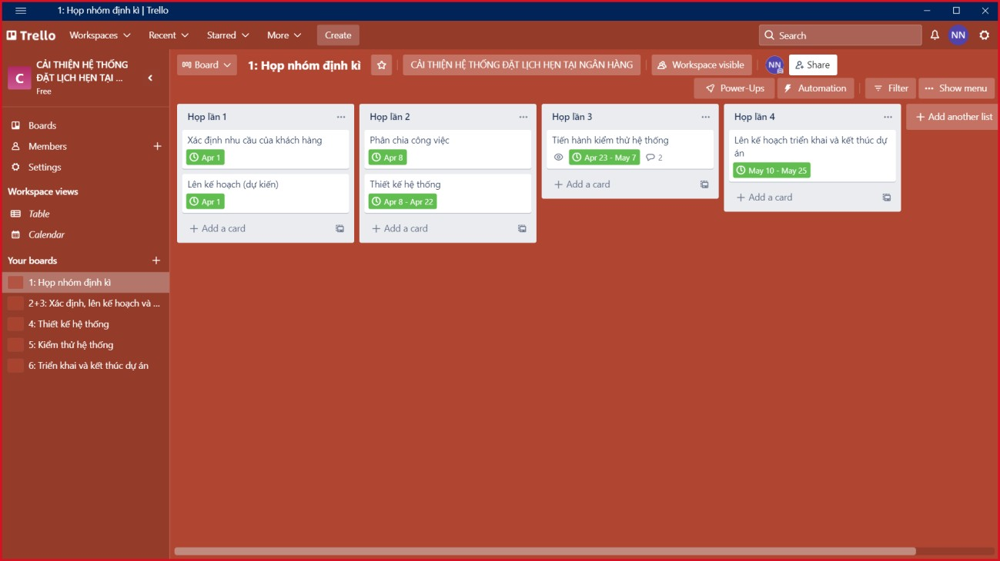 1: Họp nhóm định kì | Trello
Trello
Workspaces
Recent
Starred
More
Create
Search
NN
C
CẢI THIỆN HỆ THỐNG
ĐẶT LỊCH HẸN TẠI ...
Free
Board
1: Họp nhóm định kì
CẢI THIỆN HỆ THỐNG ĐẶT LỊCH HẸN TẠI NGÂN HÀNG
Workspace visible
NN
Share
Power-Ups
Automation
Filter
Show menu
Boards
Members
Settings
Workspace views
Table
Calendar
Your boards
1: Họp nhóm định kì
2+3: Xác định, lên kế hoạch và ...
4: Thiết kế hệ thống
5: Kiểm thử hệ thống
6: Triển khai và kết thúc dự án
Họp lần 1
Xác định nhu cầu của khách hàng
Apr 1
Lên kế hoạch (dự kiến)
Apr 1
Add a card
Họp lần 2
Phân chia công việc
Apr 8
Thiết kế hệ thống
Apr 8 - Apr 22
Add a card
Họp lần 3
Tiến hành kiểm thử hệ thống
Apr 23 - May 7
2
Add a card
Họp lần 4
Lên kế hoạch triển khai và kết thúc dự
án
May 10 - May 25
Add a card
Add another list